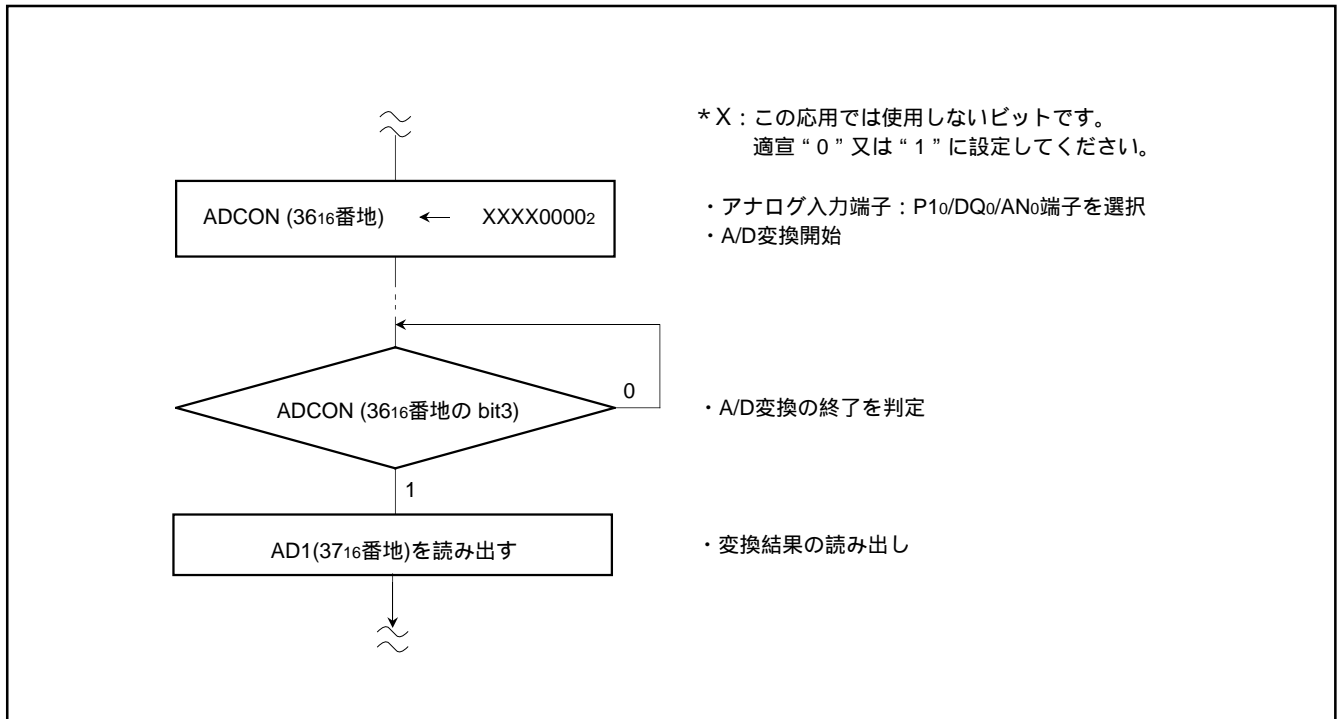 *X：この応用では使用しないビットです。
適宣“0”又は“1”に設定してください。
ADCON (3616番地) ← XXXX00002
・アナログ入力端子：P10/DQ0/AN0端子を選択
・A/D変換開始
0
ADCON (3616番地の bit3)
・A/D変換の終了を判定
1
AD1(3716番地)を読み出す
・変換結果の読み出し